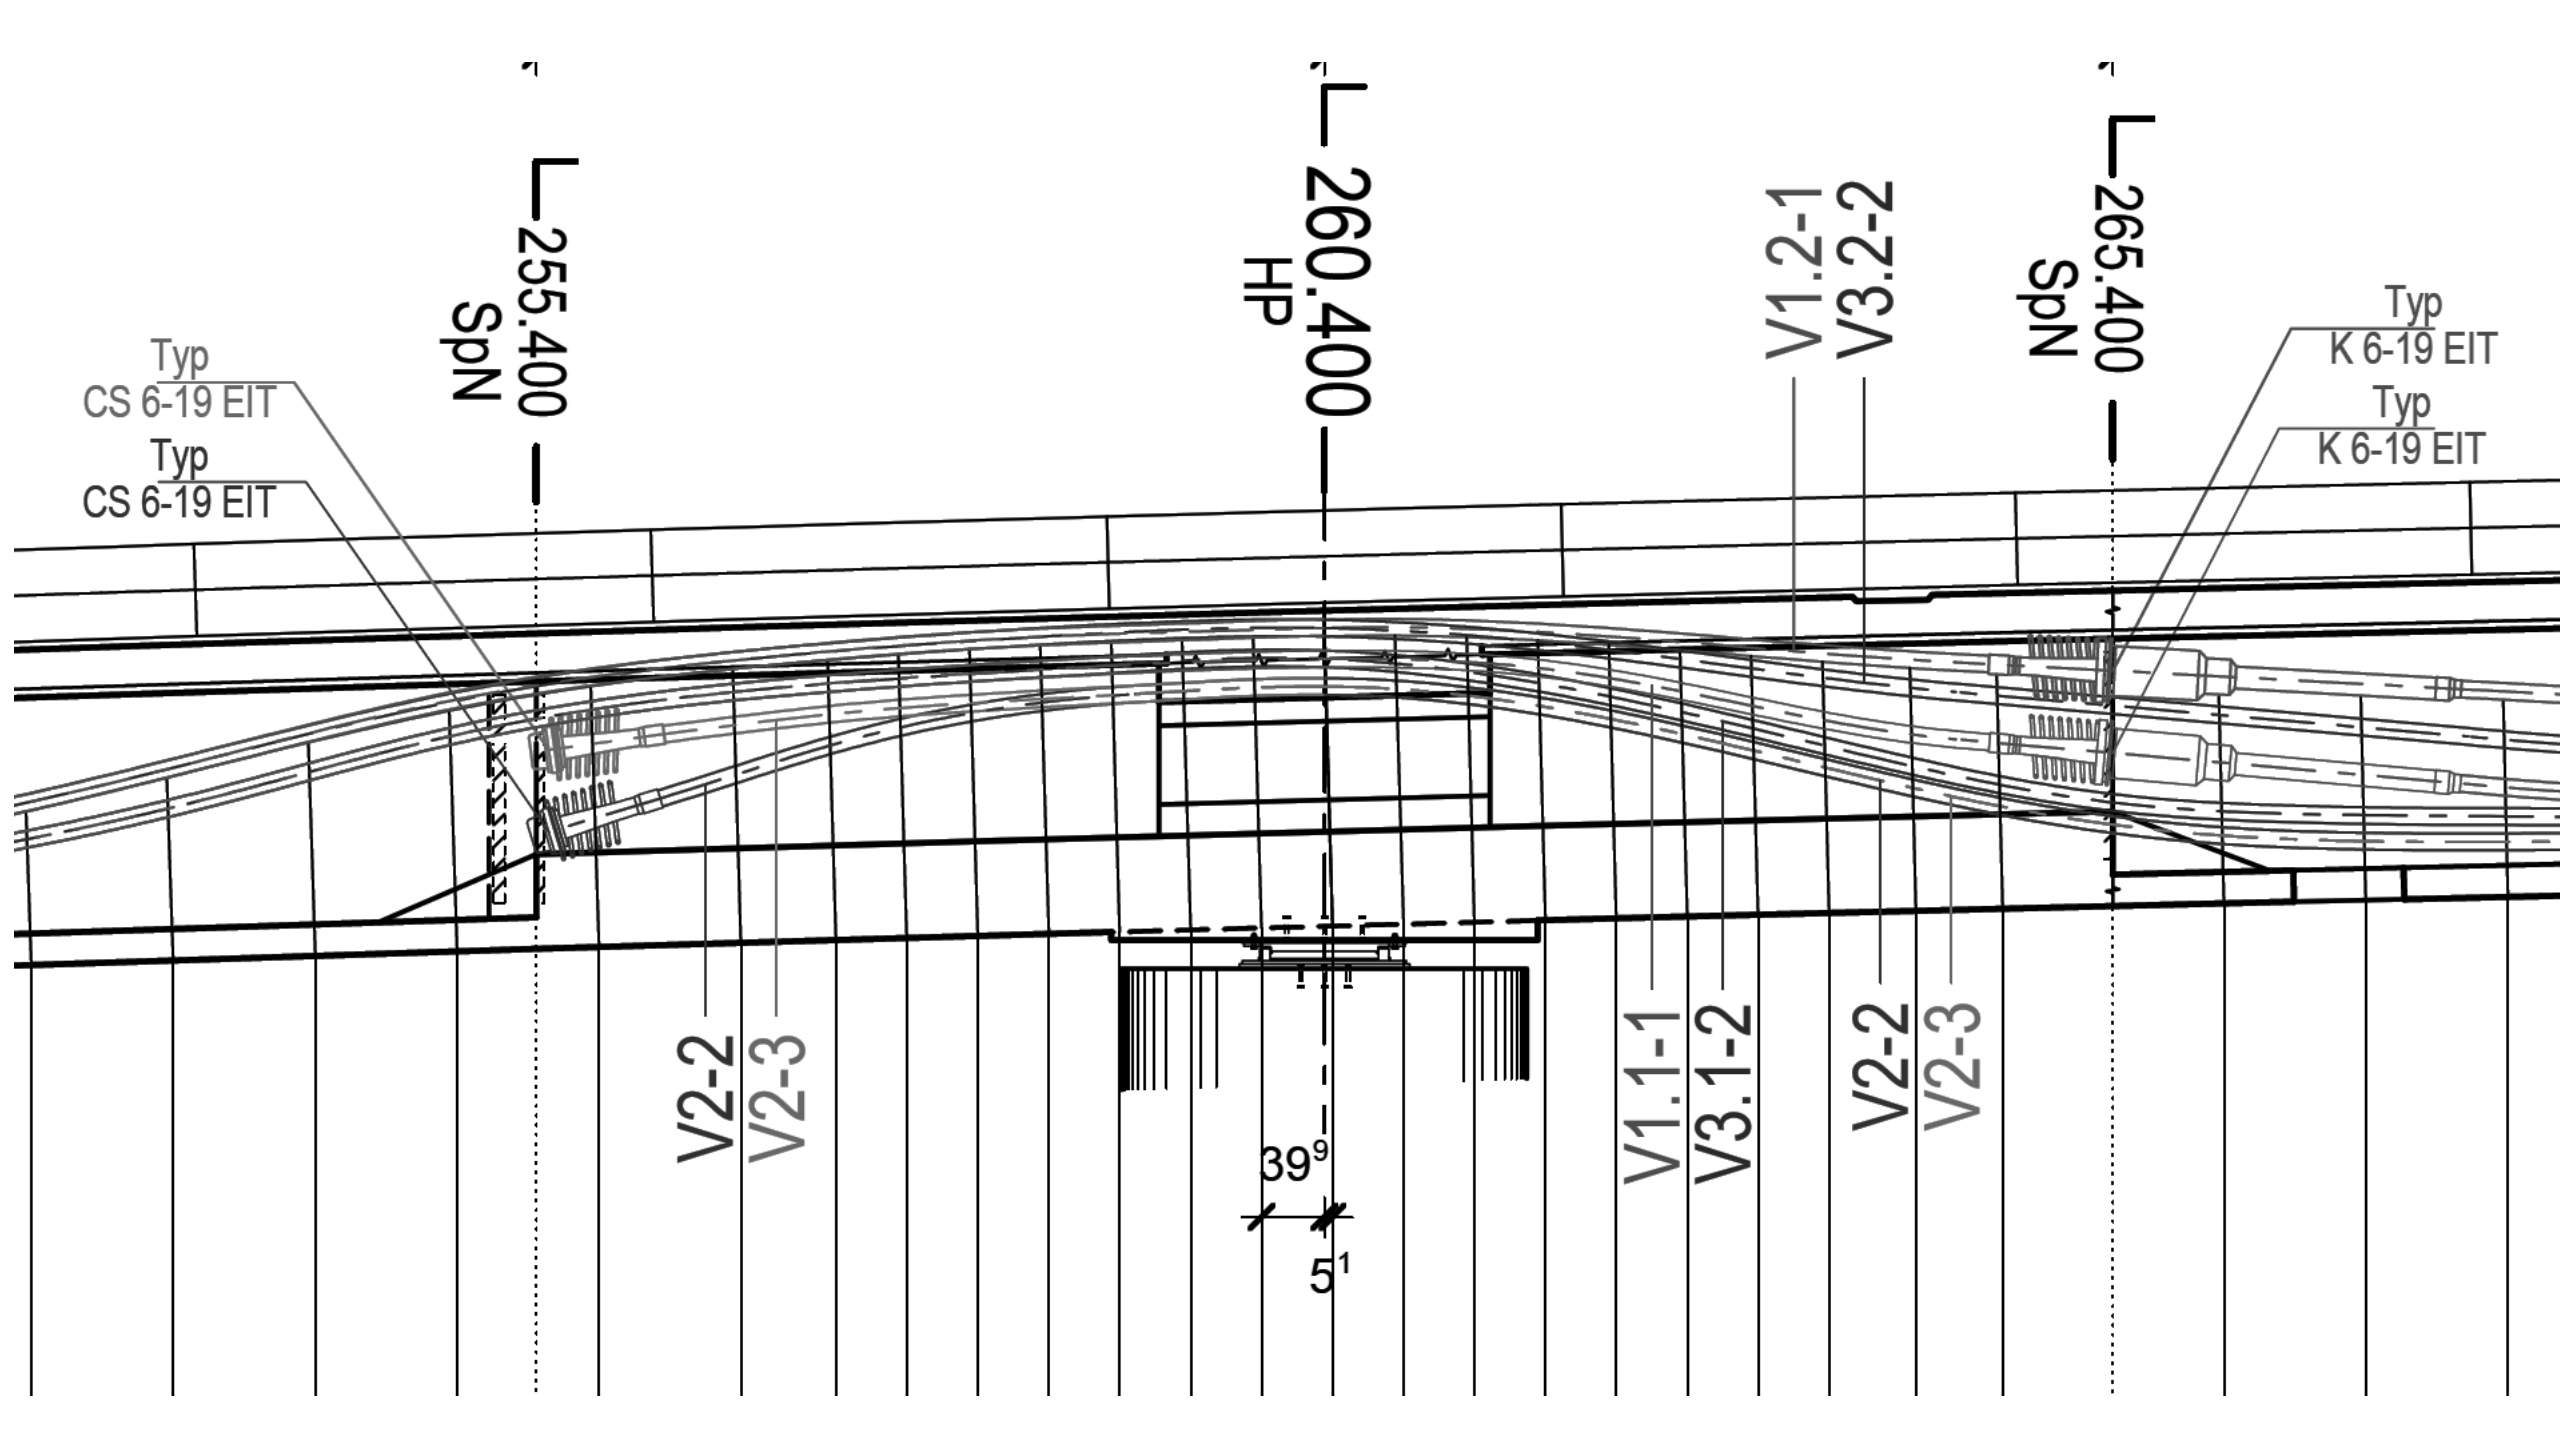 255.400
SpN
260.400
HP
V1.2-1
V3.2-2
265.400
SpN
Typ
CS 6-19 EIT
Typ
CS 6-19 EIT
Typ
K 6-19 EIT
Typ
K 6-19 EIT
V2-2
V2-3
V1.1-1
V3.1-2
V2-2
V2-3
39⁹
5¹